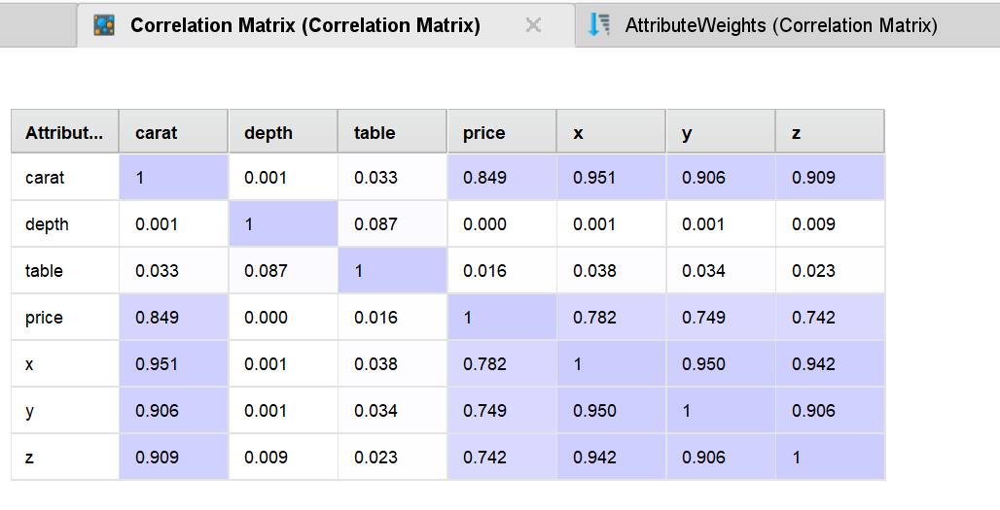 Correlation Matrix (Correlation Matrix) AttributeWeights (Correlation Matrix)
Attribut... carat depth table price x y z
carat 1 0.001 0.033 0.849 0.951 0.906 0.909
depth 0.001 1 0.087 0.000 0.001 0.001 0.009
table 0.033 0.087 1 0.016 0.038 0.034 0.023
price 0.849 0.000 0.016 1 0.782 0.749 0.742
x 0.951 0.001 0.038 0.782 1 0.950 0.942
y 0.906 0.001 0.034 0.749 0.950 1 0.906
z 0.909 0.009 0.023 0.742 0.942 0.906 1